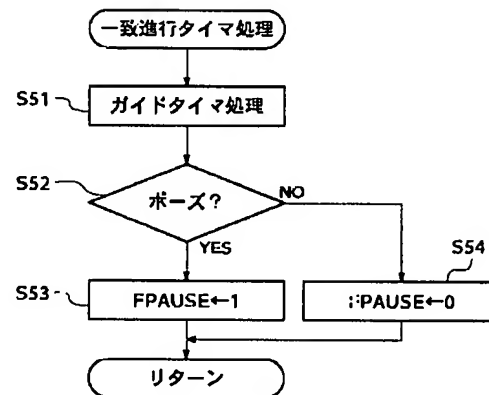 一致進行タイマ処理
S51
ガイドタイマ処理
S52
ポーズ?
NO
YES
S54
S53
FPAUSE←1
FPAUSE←0
リターン